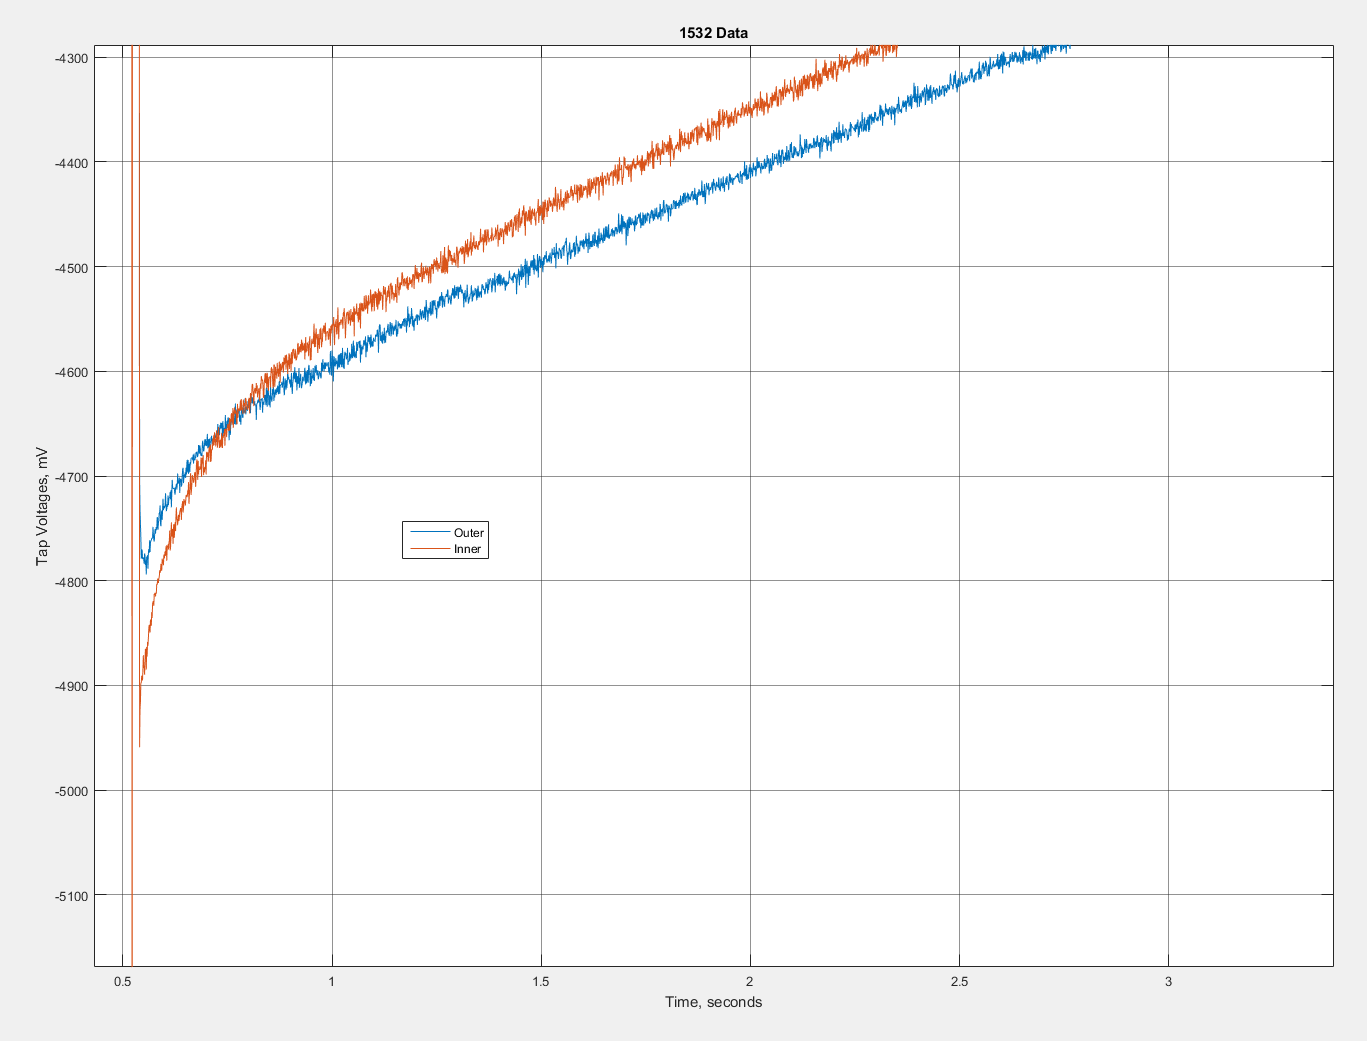 1532 Data
-4300
-4400
-4500
-4600
-4700
-4800
-4900
-5000
-5100
Tap Voltages, mV
Outer
Inner
0.5 1 1.5 2 2.5 3
Time, seconds